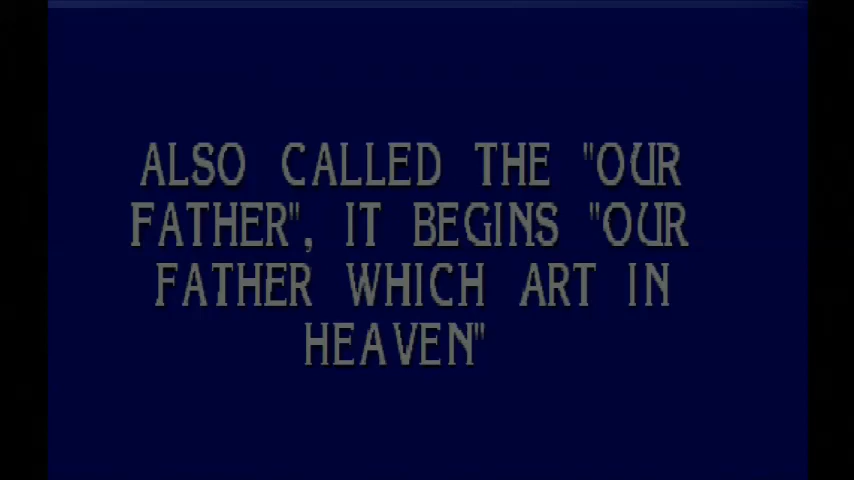 ALSO CALLED THE "OUR
FATHER", IT BEGINS "OUR
FATHER WHICH ART IN
HEAVEN"